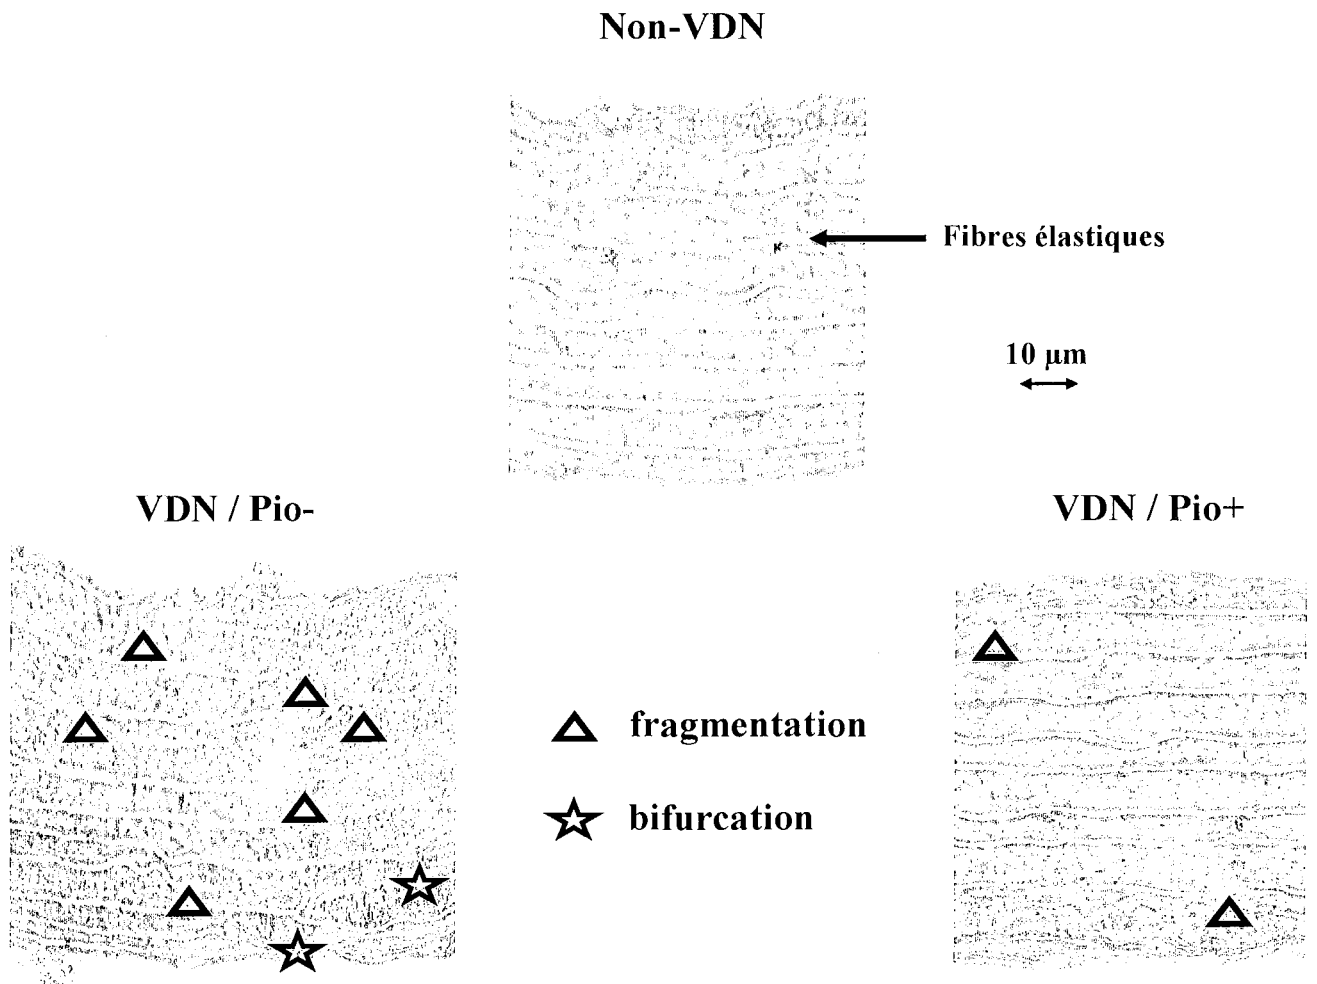 Non-VDN
Fibres élastiques
10 µm
VDN / Pio-
VDN / Pio+
fragmentation
bifurcation